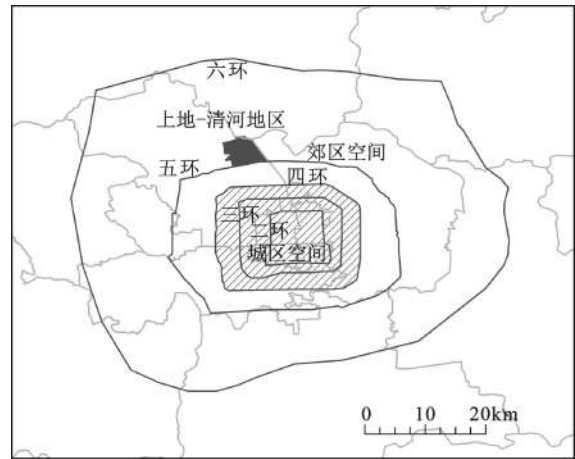 六环
上地-清河地区
郊区空间
五环
四环
三环
二环
城区空间
0 10 20km